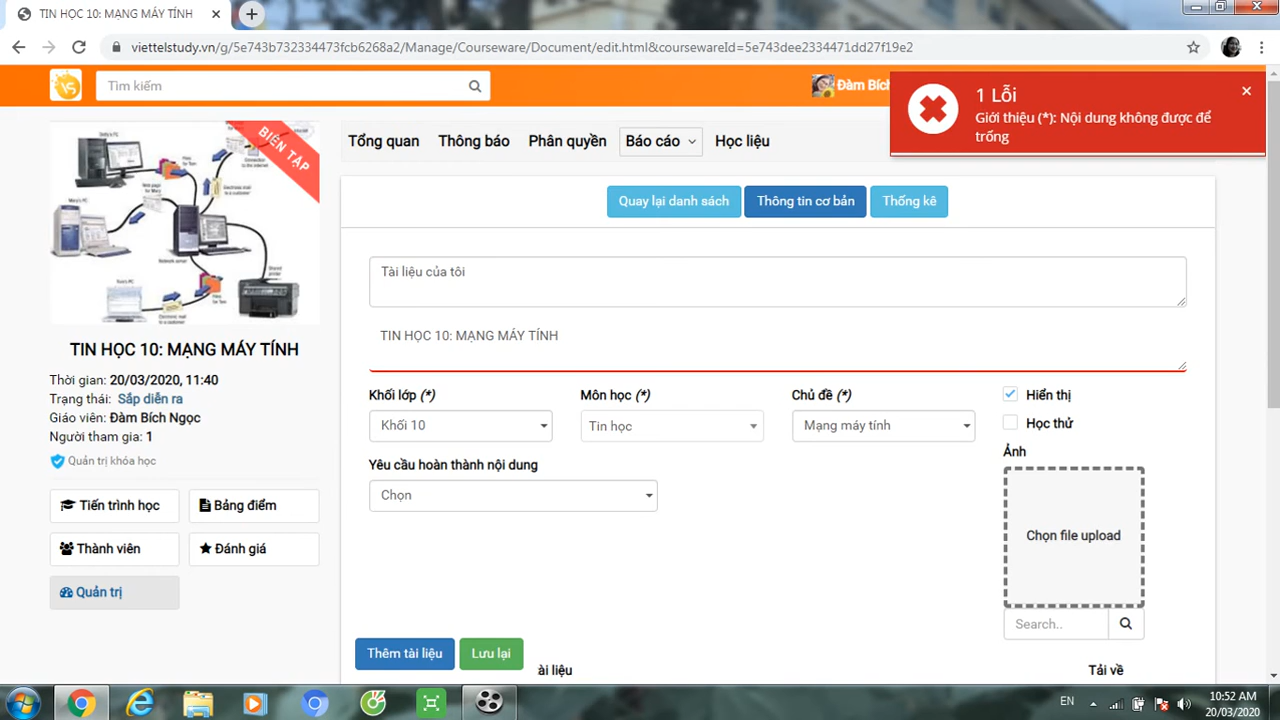 TIN HỌC 10: MẠNG MÁY TÍNH
viettelstudy.vn/g/5e743b732334473fcb6268a2/Manage/Courseware/Document/edit.html&coursewareId=5e743dee2334471dd27f19e2
VS
Tìm kiếm
Đàm Bích
1 Lỗi
Giới thiệu (*): Nội dung không được để
trống
BIÊN TẬP
Tổng quan
Thông báo
Phân quyền
Báo cáo
Học liệu
Quay lại danh sách
Thông tin cơ bản
Thống kê
Tài liệu của tôi
TIN HỌC 10: MẠNG MÁY TÍNH
TIN HỌC 10: MẠNG MÁY TÍNH
Thời gian: 20/03/2020, 11:40
Trạng thái: Sắp diễn ra
Giáo viên: Đàm Bích Ngọc
Người tham gia: 1
Quản trị khóa học
Tiến trình học
Bảng điểm
Thành viên
Đánh giá
Quản trị
Khối lớp (*)
Môn học (*)
Chủ đề (*)
Hiển thị
Khối 10
Tin học
Mạng máy tính
Học thử
Ảnh
Yêu cầu hoàn thành nội dung
Chọn
Chọn file upload
Search..
Thêm tài liệu
Lưu lại
ài liệu
Tải về
EN
10:52 AM
20/03/2020